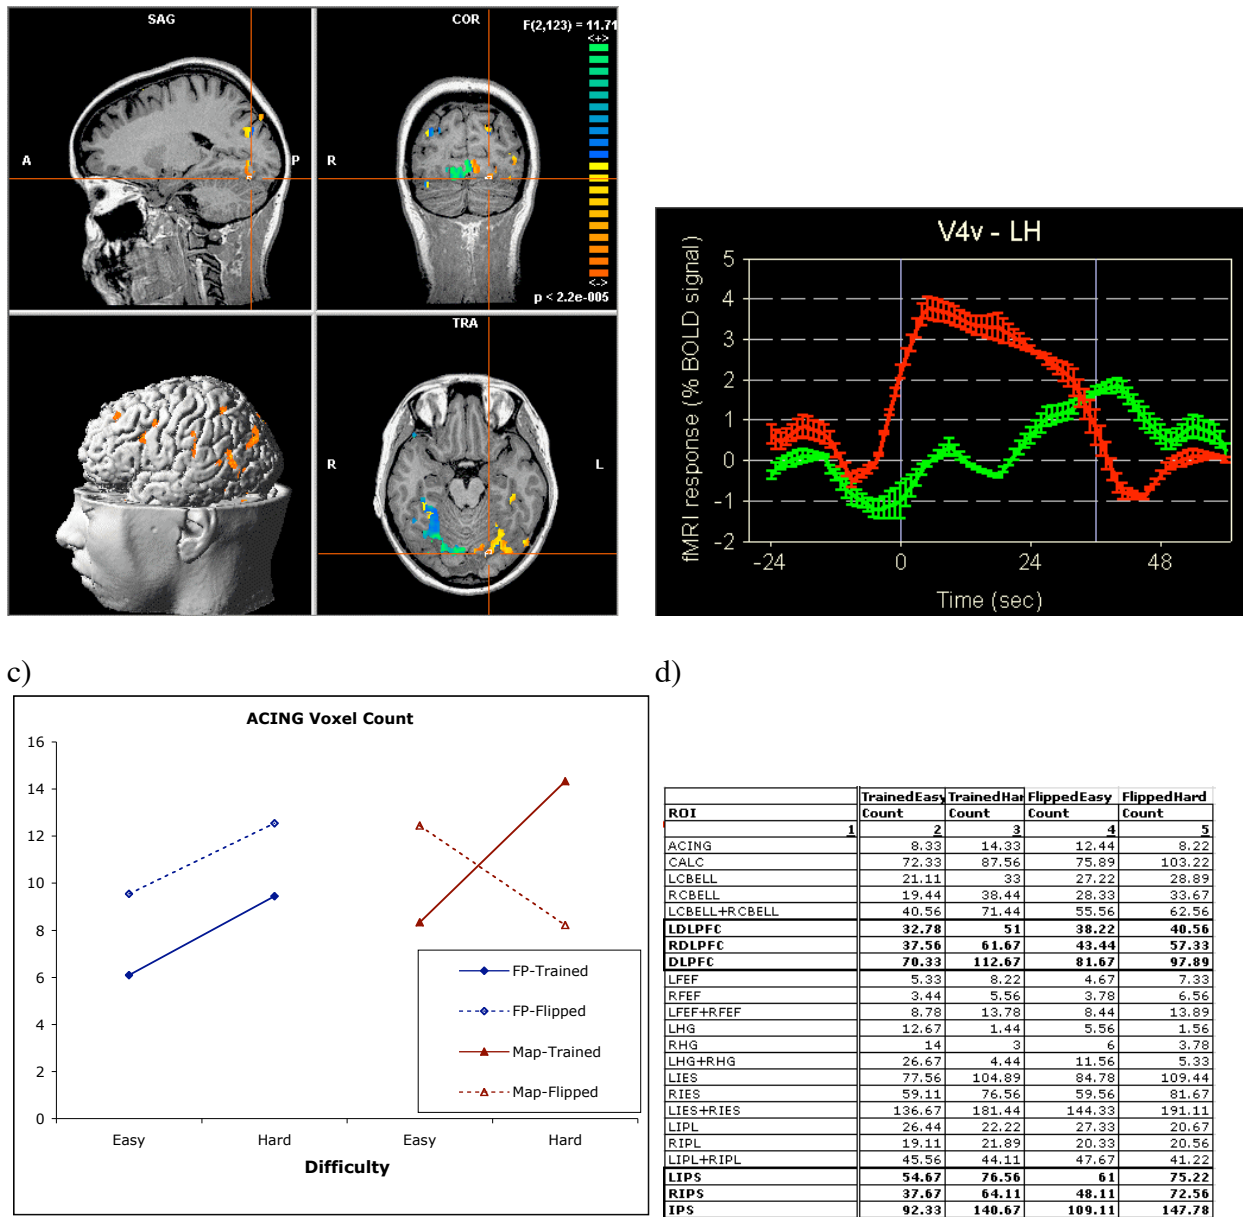 SAG
COR
F(2,123) = 11.71
<+>
A
P
R
<->
p < 2.2e-005
TRA
R
L
V4v - LH
fMRI response (% BOLD signal)
5
4
3
2
1
0
-1
-2
-24
0
24
48
Time (sec)
c)
d)
ACING Voxel Count
16
14
12
10
8
6
4
2
0
FP-Trained
FP-Flipped
Map-Trained
Map-Flipped
Easy
Hard
Easy
Hard
Difficulty
TrainedEasy TrainedHar FlippedEasy FlippedHard
ROI Count Count Count Count
1 2 3 4 5
ACING 8.33 14.33 12.44 8.22
CALC 72.33 87.56 75.89 103.22
LCBELL 21.11 33 27.22 28.89
RCBELL 19.44 38.44 28.33 33.67
LCBELL+RCBELL 40.56 71.44 55.56 62.56
LDLPFC 32.78 51 38.22 40.56
RDLPFC 37.56 61.67 43.44 57.33
DLPFC 70.33 112.67 81.67 97.89
LFEF 5.33 8.22 4.67 7.33
RFEF 3.44 5.56 3.78 6.56
LFEF+RFEF 8.78 13.78 8.44 13.89
LHG 12.67 1.44 5.56 1.56
RHG 14 3 6 3.78
LHG+RHG 26.67 4.44 11.56 5.33
LIES 77.56 104.89 84.78 109.44
RIES 59.11 76.56 59.56 81.67
LIES+RIES 136.67 181.44 144.33 191.11
LIPL 26.44 22.22 27.33 20.67
RIPL 19.11 21.89 20.33 20.56
LIPL+RIPL 45.56 44.11 47.67 41.22
LIPS 54.67 76.56 61 75.22
RIPS 37.67 64.11 48.11 72.56
IPS 92.33 140.67 109.11 147.78